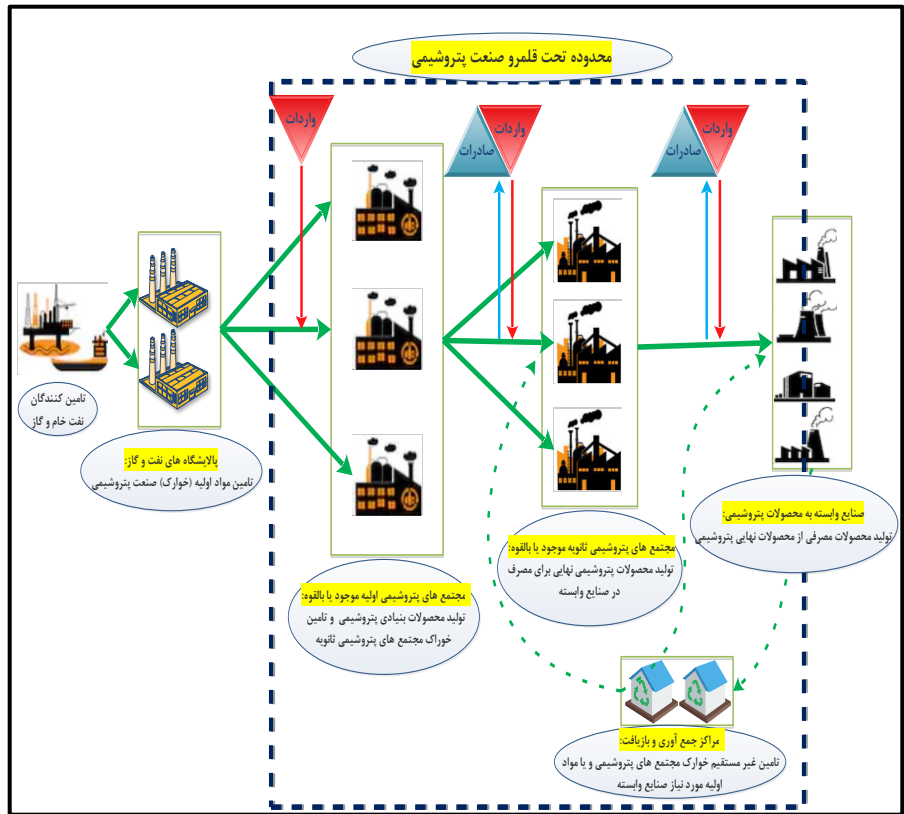 محدوده تحت قلمرو صنعت پتروشیمی
واردات
واردات
صادرات
واردات
صادرات
تامین کنندگان
نفت خام و گاز
پالایشگاه های نفت و گاز:
تامین مواد اولیه (خوارک) صنعت پتروشیمی
مجتمع های پتروشیمی اولیه موجود یا بالقوه:
تولید محصولات بنیادی پتروشیمی و تامین
خوراک مجتمع های پتروشیمی ثانویه
مجتمع های پتروشیمی ثانویه موجود یا بالقوه:
تولید محصولات پتروشیمی نهایی برای مصرف
در صنایع وابسته
صنایع وابسته به محصولات پتروشیمی:
تولید محصولات مصرفی از محصولات نهایی پتروشیمی
مراکز جمع آوری و بازیافت:
تامین غیر مستقیم خوارک مجتمع های پتروشیمی و یا مواد
اولیه مورد نیاز صنایع وابسته